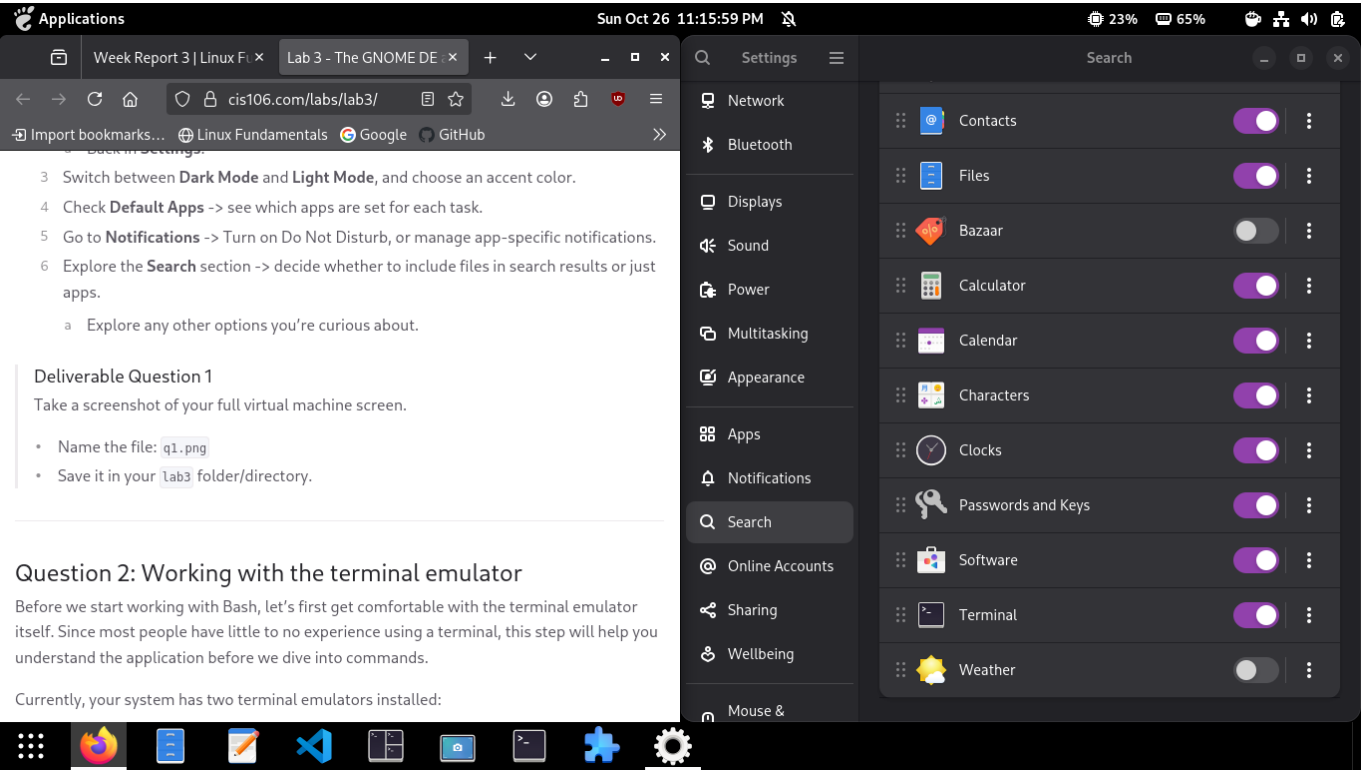 Applications
Sun Oct 26 11:15:59 PM
23%
65%
Week Report 3 | Linux Fu
Lab 3 - The GNOME DE a
cis106.com/labs/lab3/
Import bookmarks...
Linux Fundamentals
Google
GitHub
a Back in Settings.
3 Switch between Dark Mode and Light Mode, and choose an accent color.
4 Check Default Apps -> see which apps are set for each task.
5 Go to Notifications -> Turn on Do Not Disturb, or manage app-specific notifications.
6 Explore the Search section -> decide whether to include files in search results or just
apps.
a Explore any other options you're curious about.
Deliverable Question 1
Take a screenshot of your full virtual machine screen.
• Name the file: q1.png
• Save it in your lab3 folder/directory.
Question 2: Working with the terminal emulator
Before we start working with Bash, let's first get comfortable with the terminal emulator
itself. Since most people have little to no experience using a terminal, this step will help you
understand the application before we dive into commands.
Currently, your system has two terminal emulators installed:
Settings
Network
Bluetooth
Displays
Sound
Power
Multitasking
Appearance
Apps
Notifications
Search
Online Accounts
Sharing
Wellbeing
Mouse &
Search
Contacts
Files
Bazaar
Calculator
Calendar
Characters
Clocks
Passwords and Keys
Software
Terminal
Weather